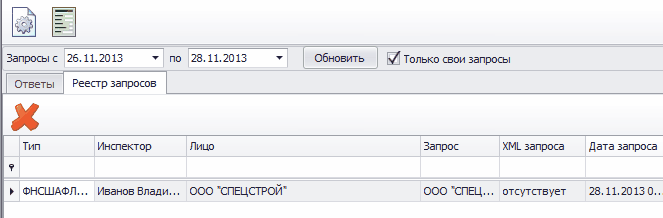 Запросы с 26.11.2013 по 28.11.2013 Обновить Только свои запросы
Ответы Реестр запросов
Тип Инспектор Лицо Запрос XML запроса Дата запроса
ФНСШАФЛ... Иванов Влади... ООО "СПЕЦСТРОЙ" ООО "СПЕЦ... отсутствует 28.11.2013 0...